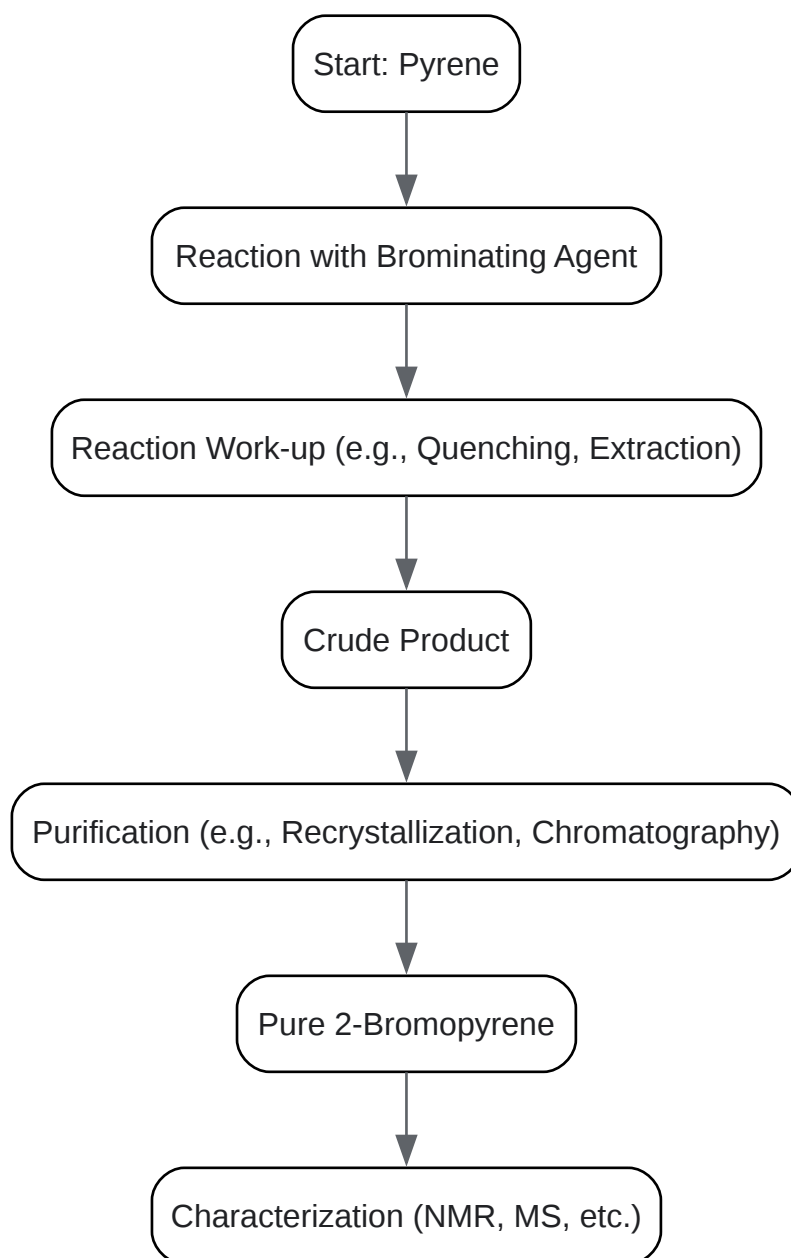 Start: Pyrene
Reaction with Brominating Agent
Reaction Work-up (e.g., Quenching, Extraction)
Crude Product
Purification (e.g., Recrystallization, Chromatography)
Pure 2-Bromopyrene
Characterization (NMR, MS, etc.)